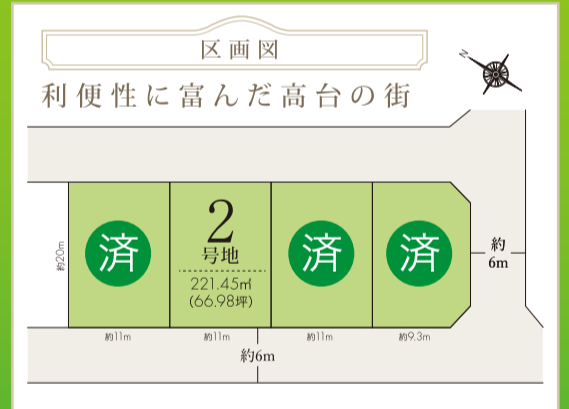 区画図
利便性に富んだ高台の街
N
済
2
号地
221.45㎡
(66.98坪)
済
済
約20m
約
6m
約11m
約11m
約11m
約9.3m
約6m